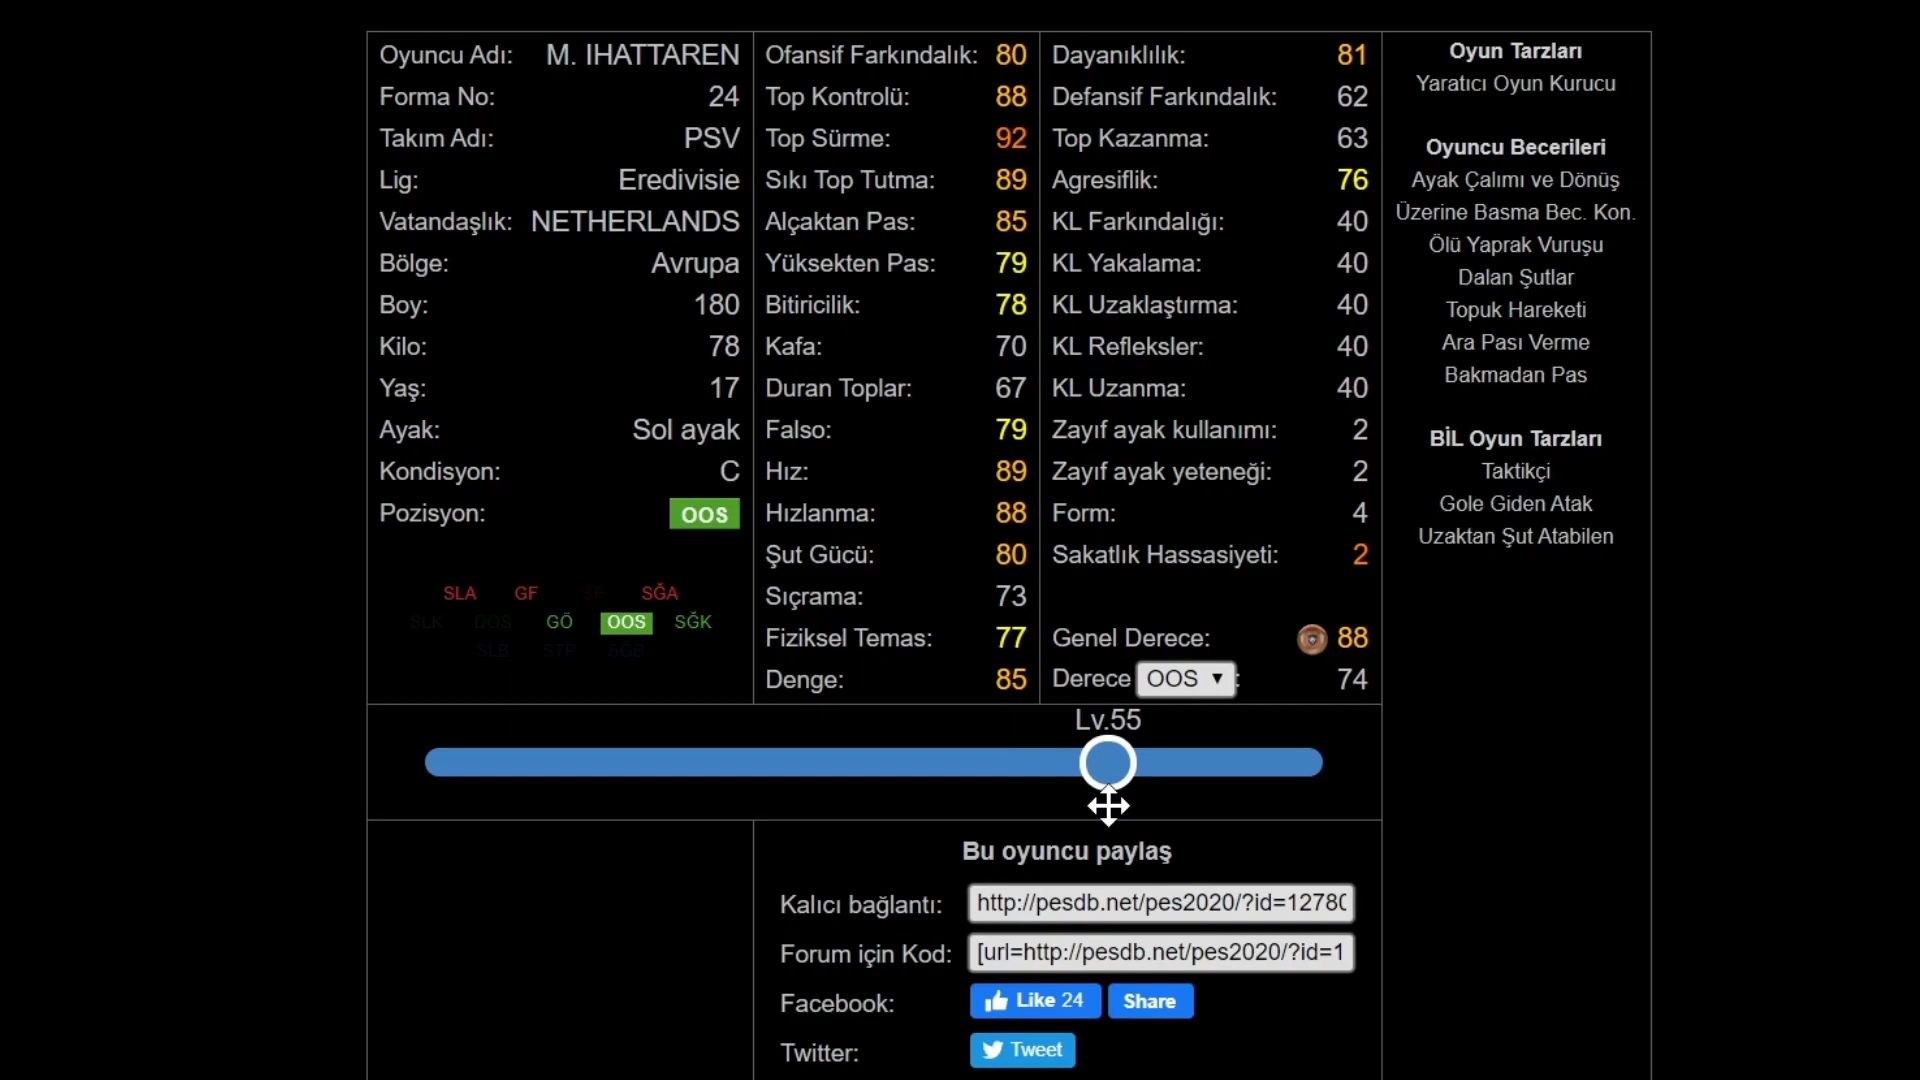 Oyuncu Adı: M. IHATTAREN
Forma No: 24
Takım Adı: PSV
Lig: Eredivisie
Vatandaşlık: NETHERLANDS
Bölge: Avrupa
Boy: 180
Kilo: 78
Yaş: 17
Ayak: Sol ayak
Kondisyon: C
Pozisyon: OOS
SLA GF SF SĞA
SLK DOS GÖ OOS SĞK
SLB STP SĞB
Ofansif Farkındalık: 80
Top Kontrolü: 88
Top Sürme: 92
Sıkı Top Tutma: 89
Alçaktan Pas: 85
Yüksekten Pas: 79
Bitiricilik: 78
Kafa: 70
Duran Toplar: 67
Falso: 79
Hız: 89
Hızlanma: 88
Şut Gücü: 80
Sıçrama: 73
Fiziksel Temas: 77
Denge: 85
Dayanıklılık: 81
Defansif Farkındalık: 62
Top Kazanma: 63
Agresiflik: 76
KL Farkındalığı: 40
KL Yakalama: 40
KL Uzaklaştırma: 40
KL Refleksler: 40
KL Uzanma: 40
Zayıf ayak kullanımı: 2
Zayıf ayak yeteneği: 2
Form: 4
Sakatlık Hassasiyeti: 2
Genel Derece: 88
Derece OOS ▼ : 74
Oyun Tarzları
Yaratıcı Oyun Kurucu
Oyuncu Becerileri
Ayak Çalımı ve Dönüş
Üzerine Basma Bec. Kon.
Ölü Yaprak Vuruşu
Dalan Şutlar
Topuk Hareketi
Ara Pası Verme
Bakmadan Pas
BİL Oyun Tarzları
Taktikçi
Gole Giden Atak
Uzaktan Şut Atabilen
Lv.55
Bu oyuncu paylaş
Kalıcı bağlantı: http://pesdb.net/pes2020/?id=12780
Forum için Kod: [url=http://pesdb.net/pes2020/?id=1
Facebook: Like 24 Share
Twitter: Tweet